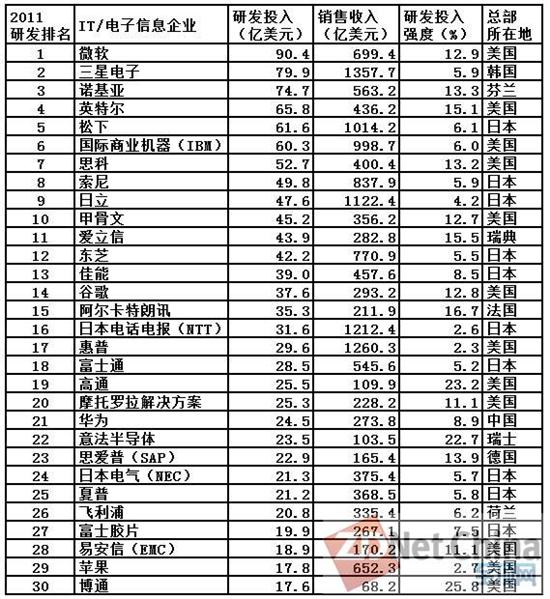 2011 研发排名 IT/电子信息企业 研发投入（亿美元） 销售收入（亿美元） 研发投入强度（%） 总部所在地
1 微软 90.4 699.4 12.9 美国
2 三星电子 79.9 1357.7 5.9 韩国
3 诺基亚 74.7 563.2 13.3 芬兰
4 英特尔 65.8 436.2 15.1 美国
5 松下 61.6 1014.2 6.1 日本
6 国际商业机器（IBM） 60.3 998.7 6.0 美国
7 思科 52.7 400.4 13.2 美国
8 索尼 49.8 837.9 5.9 日本
9 日立 47.6 1122.4 4.2 日本
10 甲骨文 45.2 356.2 12.7 美国
11 爱立信 43.9 282.8 15.5 瑞典
12 东芝 42.2 770.9 5.5 日本
13 佳能 39.0 457.6 8.5 日本
14 谷歌 37.6 293.2 12.8 美国
15 阿尔卡特朗讯 35.3 211.9 16.7 法国
16 日本电话电报（NTT） 31.6 1212.4 2.6 日本
17 惠普 29.6 1260.3 2.3 美国
18 富士通 28.5 545.6 5.2 日本
19 高通 25.5 109.9 23.2 美国
20 摩托罗拉解决方案 25.3 228.2 11.1 美国
21 华为 24.5 273.8 8.9 中国
22 意法半导体 23.5 103.5 22.7 瑞士
23 思爱普（SAP） 22.9 165.4 13.9 德国
24 日本电气（NEC） 21.3 375.4 5.7 日本
25 夏普 21.2 368.5 5.8 日本
26 飞利浦 20.8 335.4 6.2 荷兰
27 富士胶片 19.9 267.1 7.5 日本
28 易安信（EMC） 18.9 170.2 11.1 美国
29 苹果 17.8 652.3 2.7 美国
30 博通 17.6 68.2 25.8 美国
ZDNetChina